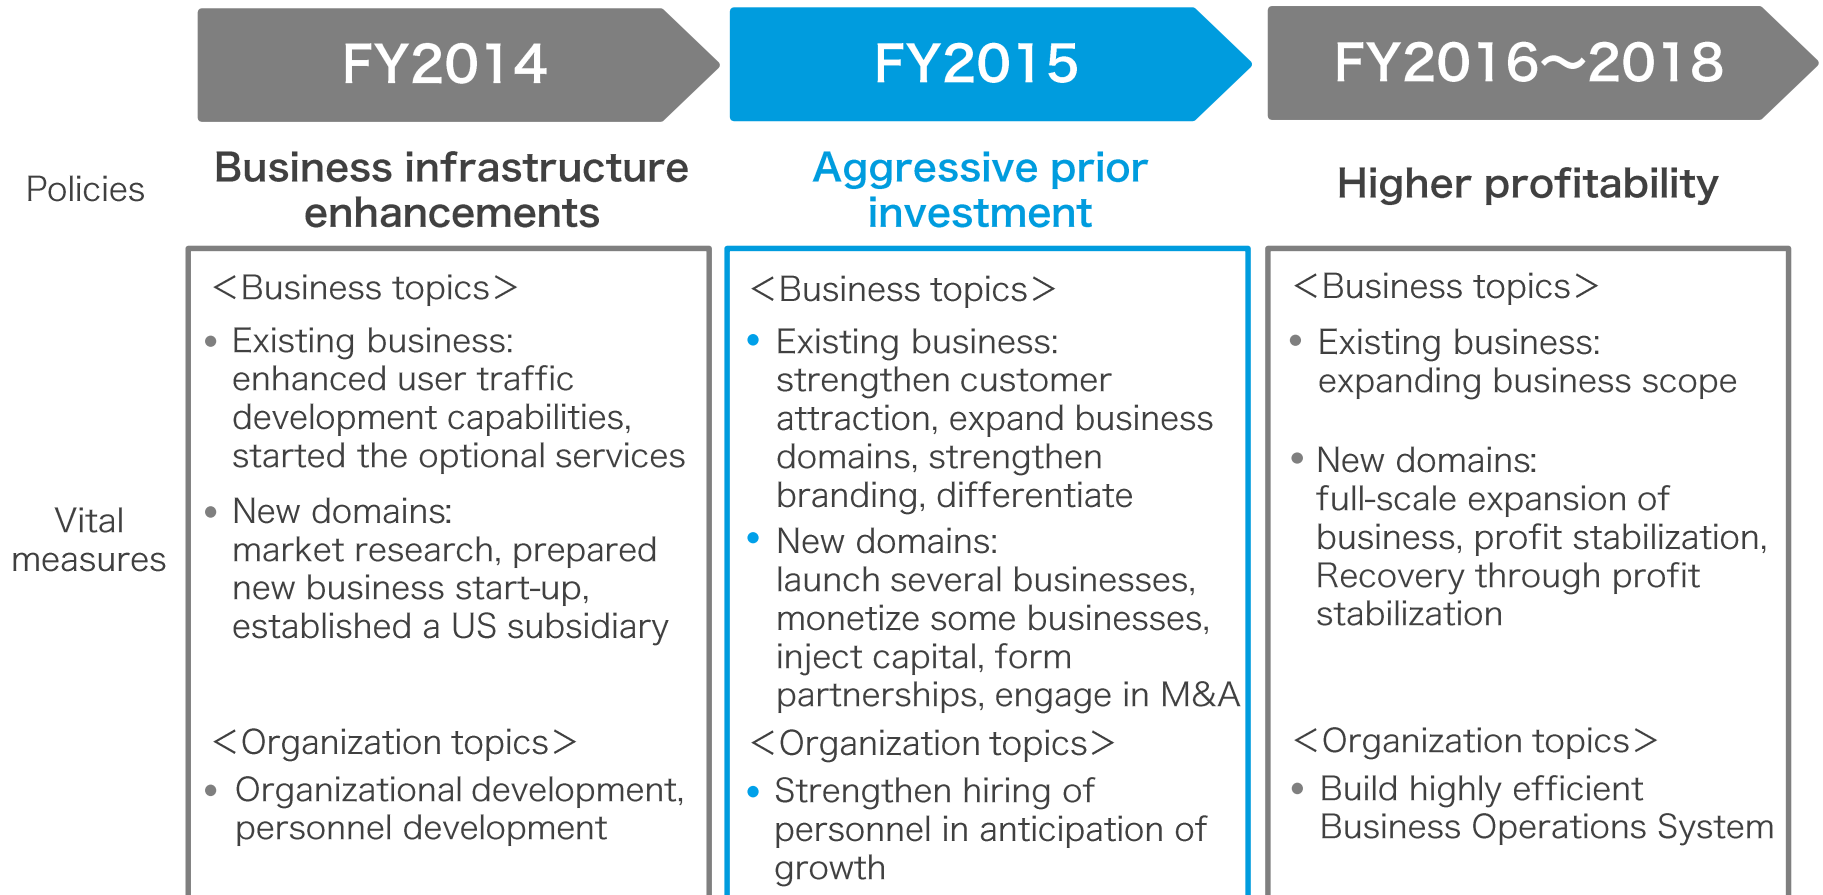 FY2014
FY2015
FY2016～2018
Policies
Business infrastructure
enhancements
Aggressive prior
investment
Higher profitability
Vital
measures
＜Business topics＞
• Existing business:
enhanced user traffic
development capabilities,
started the optional services
• New domains:
market research, prepared
new business start-up,
established a US subsidiary
＜Organization topics＞
• Organizational development,
personnel development
＜Business topics＞
• Existing business:
strengthen customer
attraction, expand business
domains, strengthen
branding, differentiate
• New domains:
launch several businesses,
monetize some businesses,
inject capital, form
partnerships, engage in M&A
＜Organization topics＞
• Strengthen hiring of
personnel in anticipation of
growth
＜Business topics＞
• Existing business:
expanding business scope
• New domains:
full-scale expansion of
business, profit stabilization,
Recovery through profit
stabilization
＜Organization topics＞
• Build highly efficient
Business Operations System